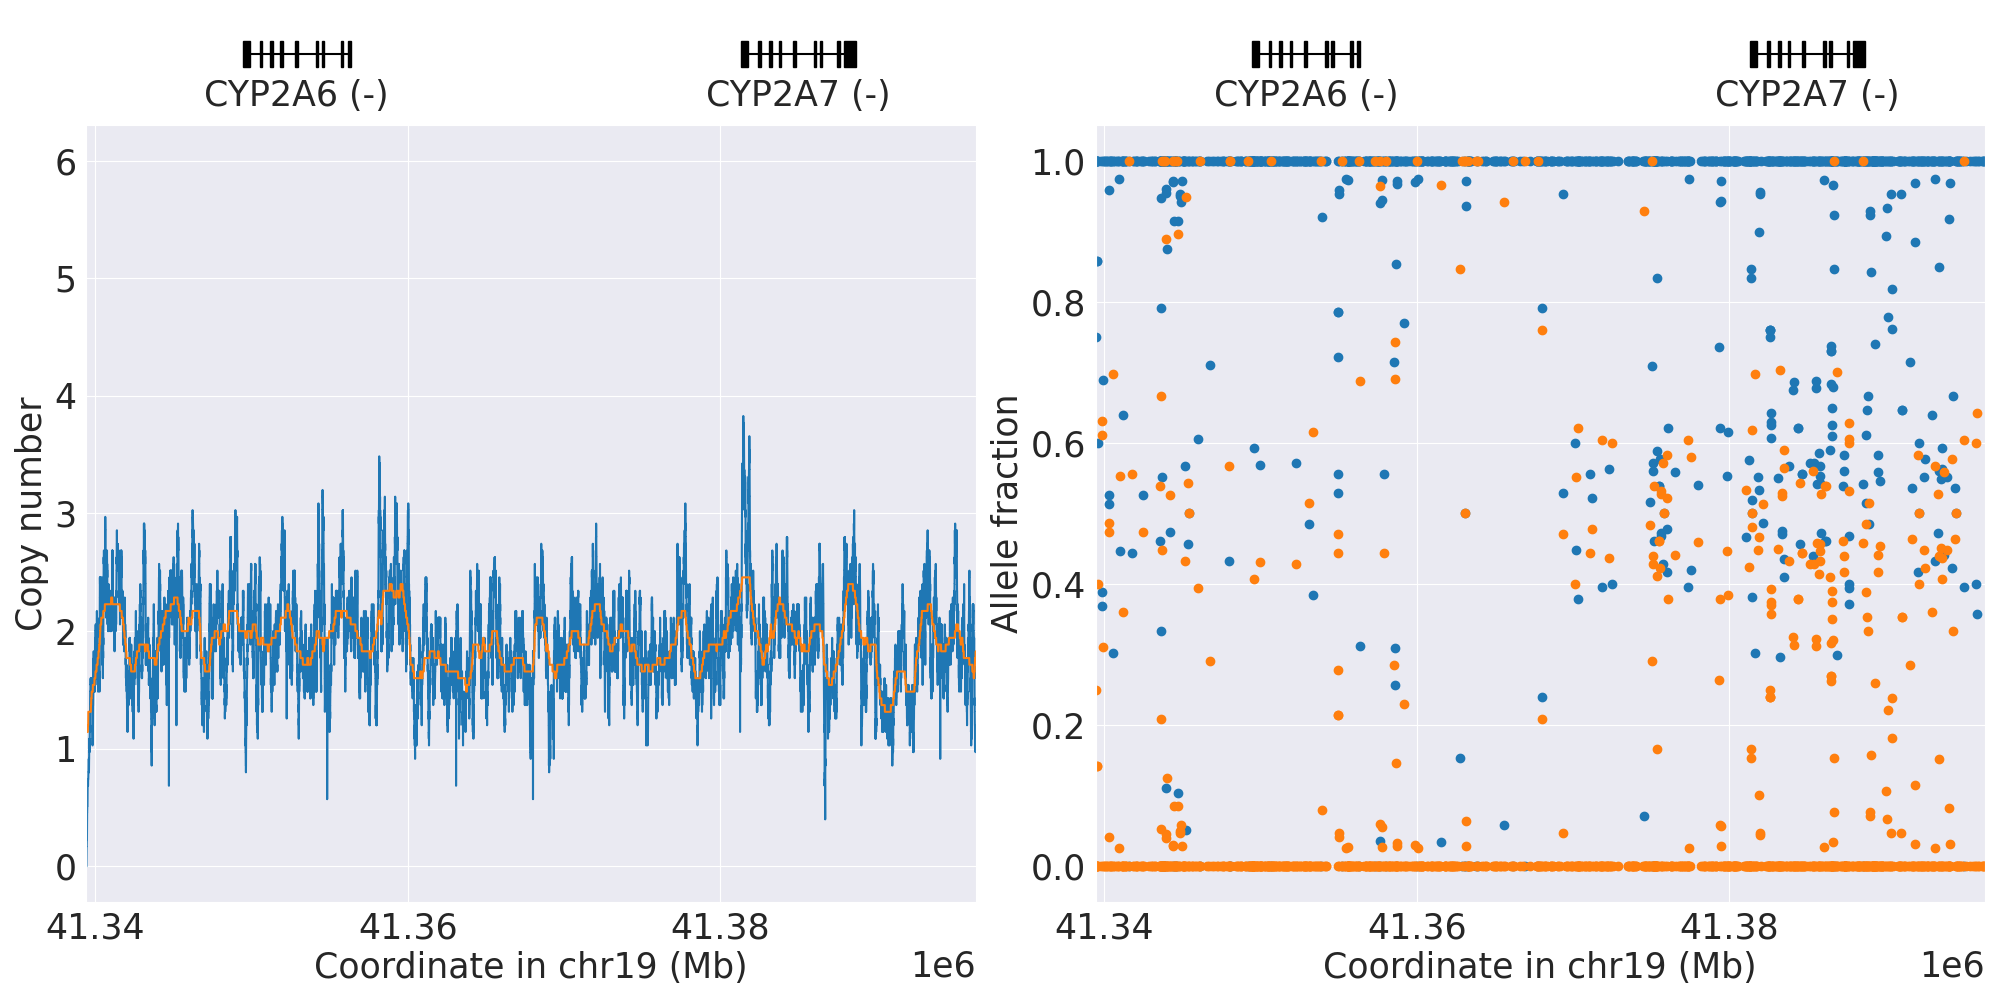 CYP2A6 (-)
CYP2A7 (-)
6
5
4
3
2
1
0
Copy number
41.34
41.36
41.38
Coordinate in chr19 (Mb)
1e6
CYP2A6 (-)
CYP2A7 (-)
1.0
0.8
0.6
0.4
0.2
0.0
Allele fraction
41.34
41.36
41.38
Coordinate in chr19 (Mb)
1e6